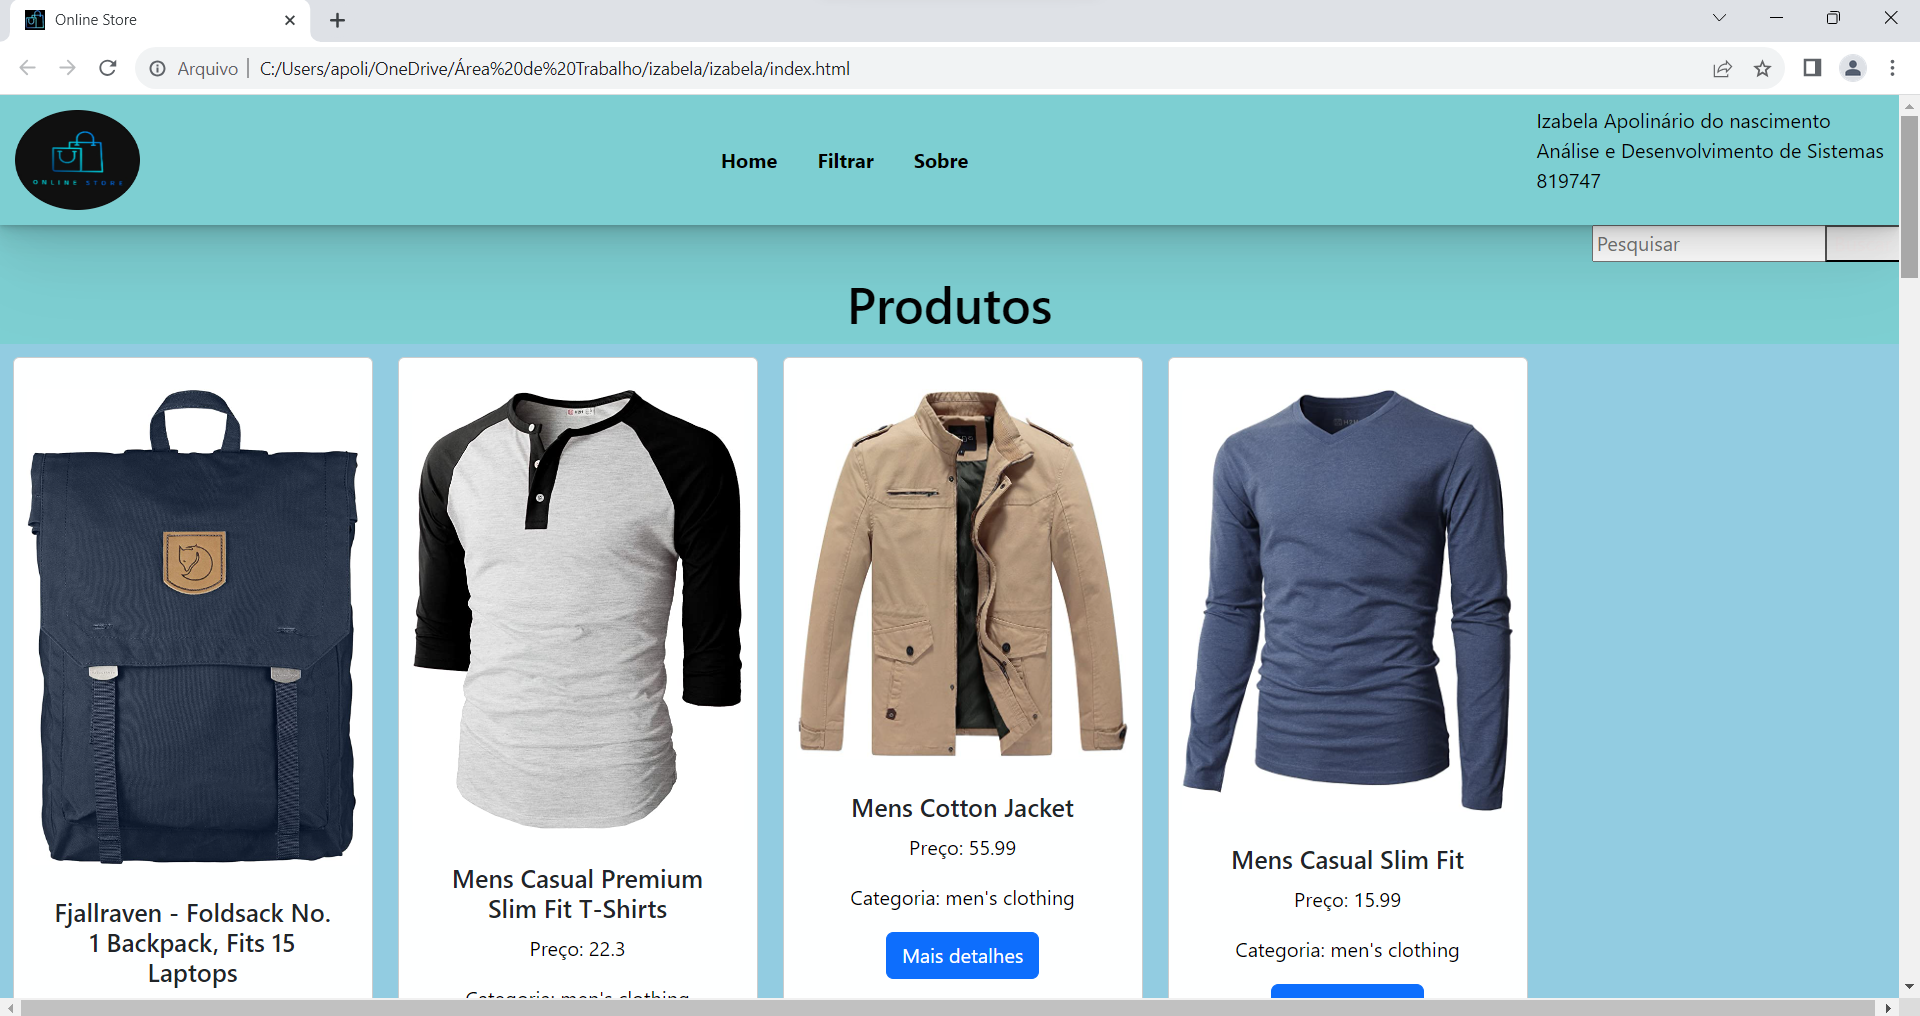 Online Store
Arquivo
C:/Users/apoli/OneDrive/Área%20de%20Trabalho/izabela/izabela/index.html
ONLINE STORE
Home
Filtrar
Sobre
Izabela Apolinário do nascimento
Análise e Desenvolvimento de Sistemas
819747
Pesquisar
Produtos
Fjallraven - Foldsack No.
1 Backpack, Fits 15
Laptops
Mens Casual Premium
Slim Fit T-Shirts
Preço: 22.3
Categoria: men's clothing
Mens Cotton Jacket
Preço: 55.99
Categoria: men's clothing
Mais detalhes
Mens Casual Slim Fit
Preço: 15.99
Categoria: men's clothing